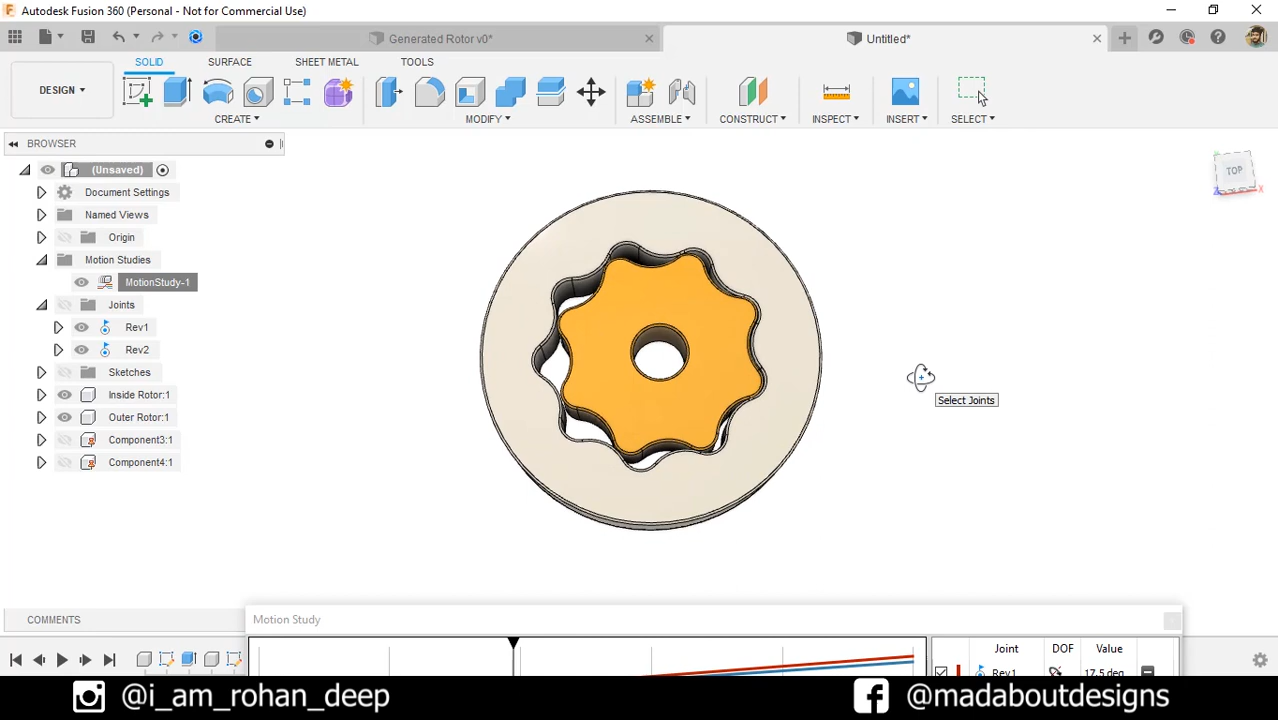 Autodesk Fusion 360 (Personal - Not for Commercial Use)
Generated Rotor v0*
Untitled*
SOLID SURFACE SHEET METAL TOOLS
DESIGN
CREATE MODIFY ASSEMBLE CONSTRUCT INSPECT INSERT SELECT
BROWSER
(Unsaved)
TOP
Z X
Document Settings
Named Views
Origin
Motion Studies
MotionStudy-1
Joints
Rev1
Rev2
Sketches
Select Joints
Inside Rotor:1
Outer Rotor:1
Component3:1
Component4:1
COMMENTS
Motion Study
Joint DOF Value
Rev1 17.5 deg
@i_am_rohan_deep @madaboutdesigns